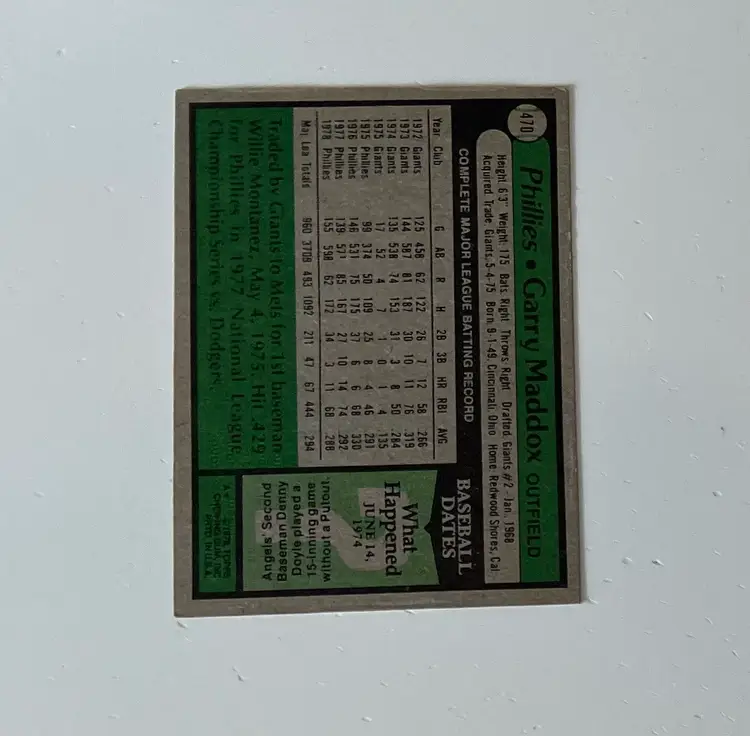 470
Phillies • Garry Maddox OUTFIELD
Height: 6'3" Weight: 175 Bats: Right Throws: Right Drafted: Giants #2 - Jan. 1968
Acquired: Trade Giants, 5-4-75 Born: 9-1-49, Cincinnati, Ohio Home: Redwood Shores, Cal.
COMPLETE MAJOR LEAGUE BATTING RECORD
Year Club G AB R H 2B 3B HR RBI AVG
1972 Giants 125 458 62 122 26 7 12 58 .266
1973 Giants 144 587 81 187 30 10 11 76 .319
1974 Giants 135 538 74 153 31 3 8 50 .284
1975 Giants 17 52 4 7 1 0 1 4 .135
1975 Phillies 99 374 50 109 25 8 4 46 .291
1976 Phillies 146 531 75 175 37 6 6 68 .330
1977 Phillies 139 571 85 167 27 10 14 74 .292
1978 Phillies 155 598 62 172 34 3 11 68 .288
Maj. Lea. Totals 960 3709 493 1092 211 47 67 444 .294
Traded by Giants to Mets for 1st baseman
Willie Montanez, May 4, 1975. Hit .429
for Phillies in 1977 National League
Championship Series vs. Dodgers.
BASEBALL
DATES
What
Happened
JUNE 14,
1974
Angels' Second
Baseman Denny
Doyle played a
15-inning game
without a Putout.
©1979 TOPPS
CHEWING GUM, INC.
PRTD. IN U.S.A.